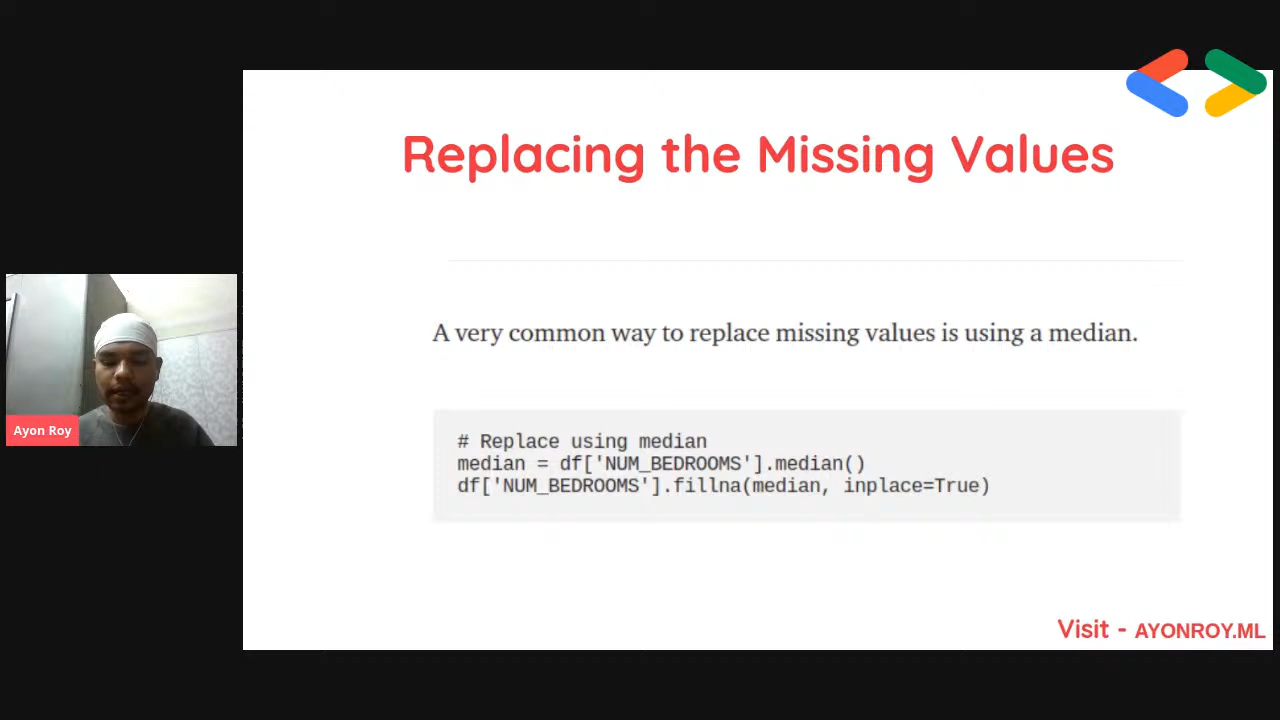 Replacing the Missing Values
A very common way to replace missing values is using a median.
# Replace using median
median = df['NUM_BEDROOMS'].median()
df['NUM_BEDROOMS'].fillna(median, inplace=True)
Ayon Roy
Visit - AYONROY.ML